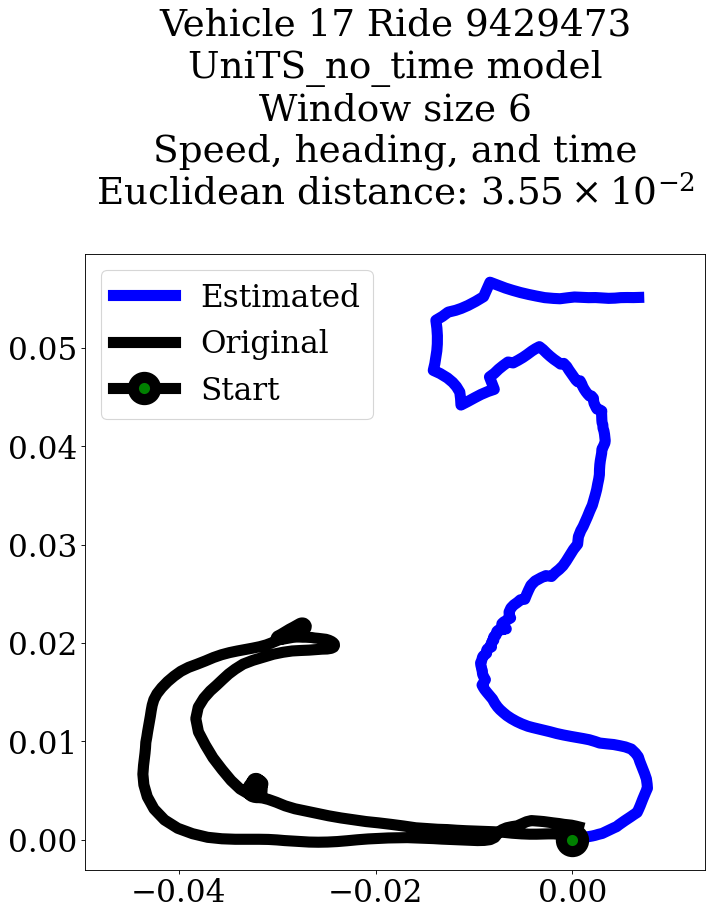 Vehicle 17 Ride 9429473
UniTS_no_time model
Window size 6
Speed, heading, and time
Euclidean distance: 3.55 × 10⁻²
Estimated
Original
Start
0.05
0.04
0.03
0.02
0.01
0.00
−0.04
−0.02
0.00